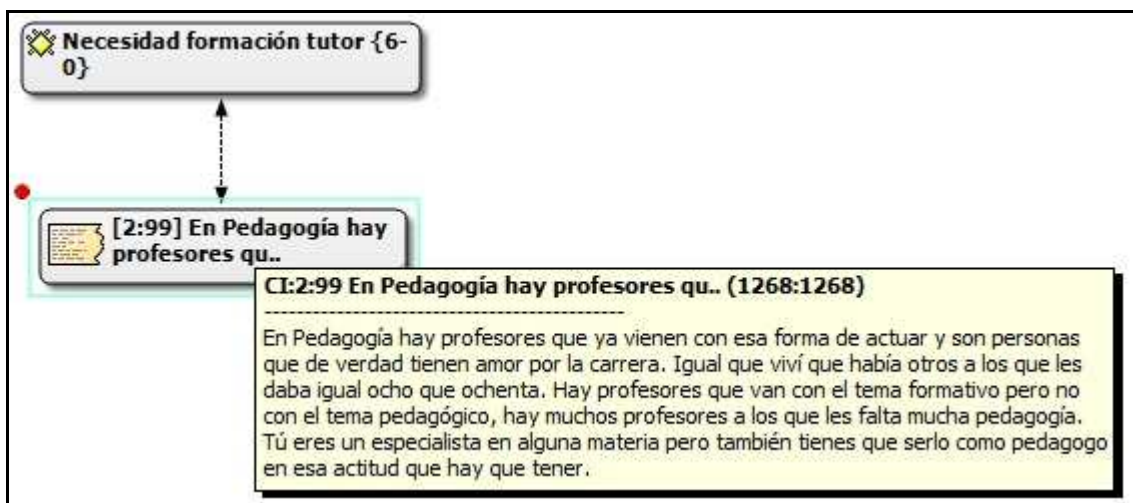 Necesidad formación tutor {6-
0}
[2:99] En Pedagogía hay
profesores qu..
CI:2:99 En Pedagogía hay profesores qu.. (1268:1268)
---------------------------------------------
En Pedagogía hay profesores que ya vienen con esa forma de actuar y son personas
que de verdad tienen amor por la carrera. Igual que viví que había otros a los que les
daba igual ocho que ochenta. Hay profesores que van con el tema formativo pero no
con el tema pedagógico, hay muchos profesores a los que les falta mucha pedagogía.
Tú eres un especialista en alguna materia pero también tienes que serlo como pedagogo
en esa actitud que hay que tener.